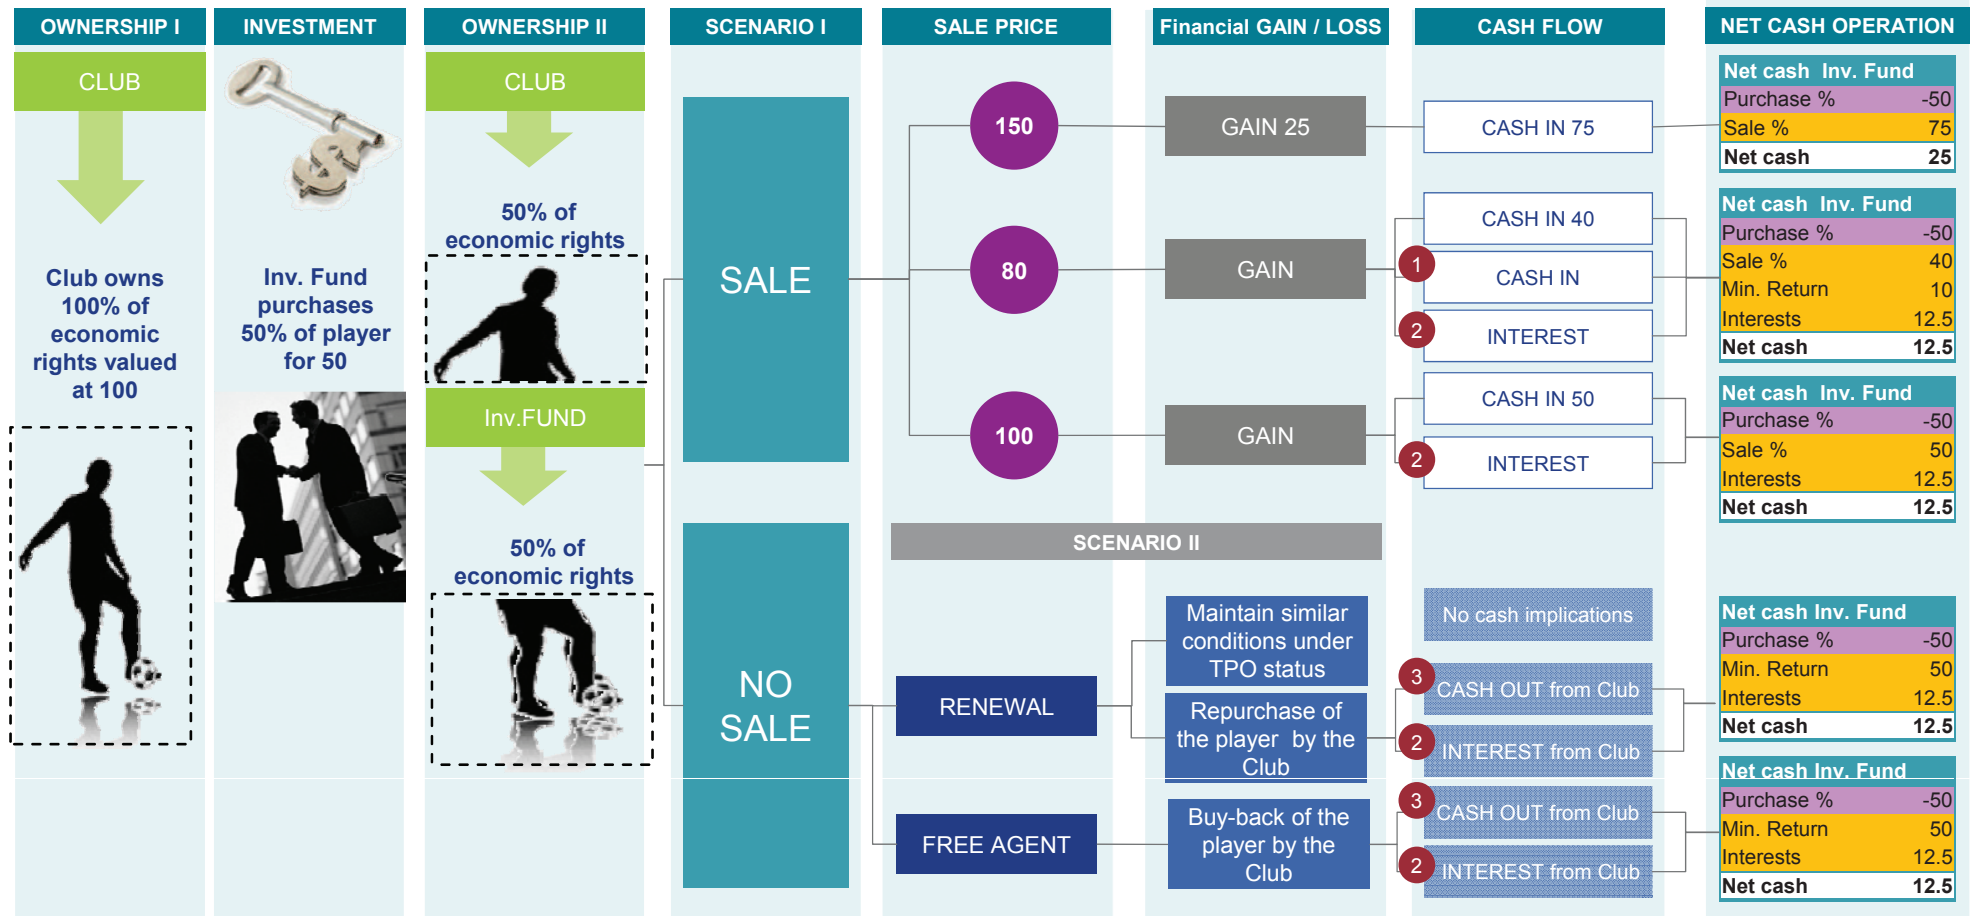 OWNERSHIP I
INVESTMENT
OWNERSHIP II
SCENARIO I
SALE PRICE
Financial GAIN / LOSS
CASH FLOW
NET CASH OPERATION
CLUB
Club owns
100% of
economic
rights valued
at 100
Inv. Fund
purchases
50% of player
for 50
CLUB
50% of
economic rights
Inv.FUND
50% of
economic rights
SALE
150
GAIN 25
CASH IN 75
Net cash Inv. Fund
Purchase % -50
Sale % 75
Net cash 25
80
GAIN
CASH IN 40
1
CASH IN
2
INTEREST
Net cash Inv. Fund
Purchase % -50
Sale % 40
Min. Return 10
Interests 12.5
Net cash 12.5
100
GAIN
CASH IN 50
2
INTEREST
Net cash Inv. Fund
Purchase % -50
Sale % 50
Interests 12.5
Net cash 12.5
NO
SALE
SCENARIO II
RENEWAL
Maintain similar
conditions under
TPO status
No cash implications
Repurchase of
the player by the
Club
3
CASH OUT from Club
2
INTEREST from Club
Net cash Inv. Fund
Purchase % -50
Min. Return 50
Interests 12.5
Net cash 12.5
FREE AGENT
Buy-back of the
player by the
Club
3
CASH OUT from Club
2
INTEREST from Club
Net cash Inv. Fund
Purchase % -50
Min. Return 50
Interests 12.5
Net cash 12.5